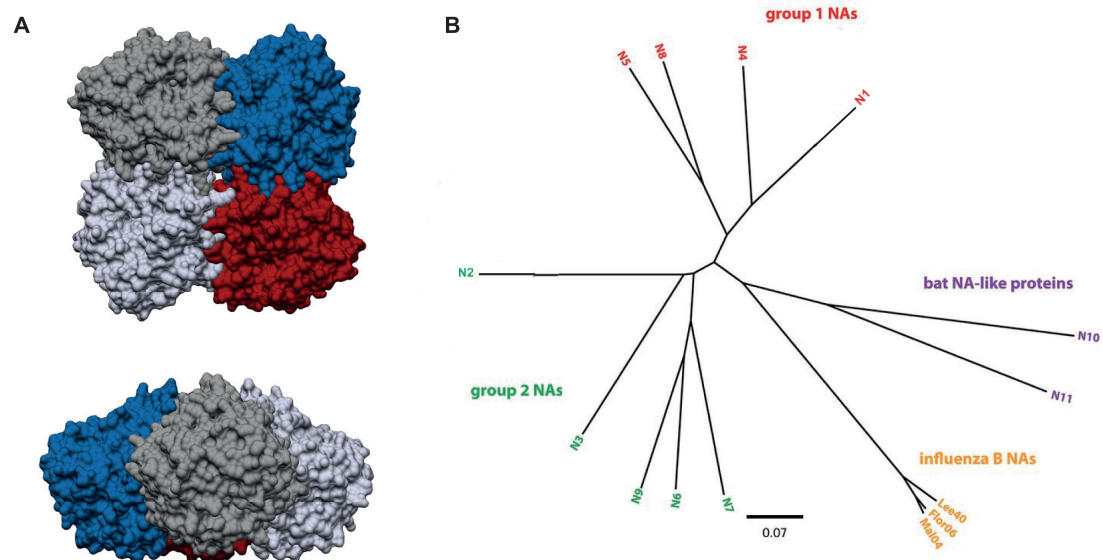 A
B
group 1 NAs
N5
N8
N4
N1
N2
bat NA-like proteins
N10
N11
group 2 NAs
N3
N9
N6
N7
influenza B NAs
Lee40
Flor06
Mal04
0.07